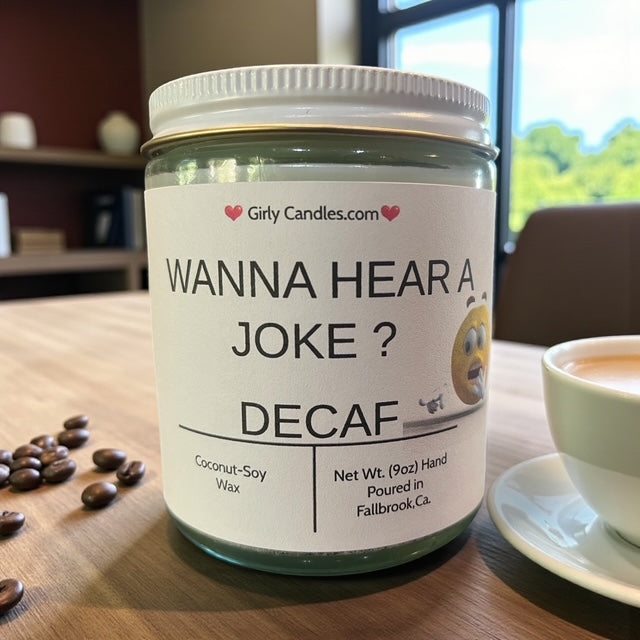 Girly Candles.com
WANNA HEAR A
JOKE ?
DECAF
Coconut-Soy
Wax
Net Wt. (9oz) Hand
Poured in
Fallbrook,Ca.